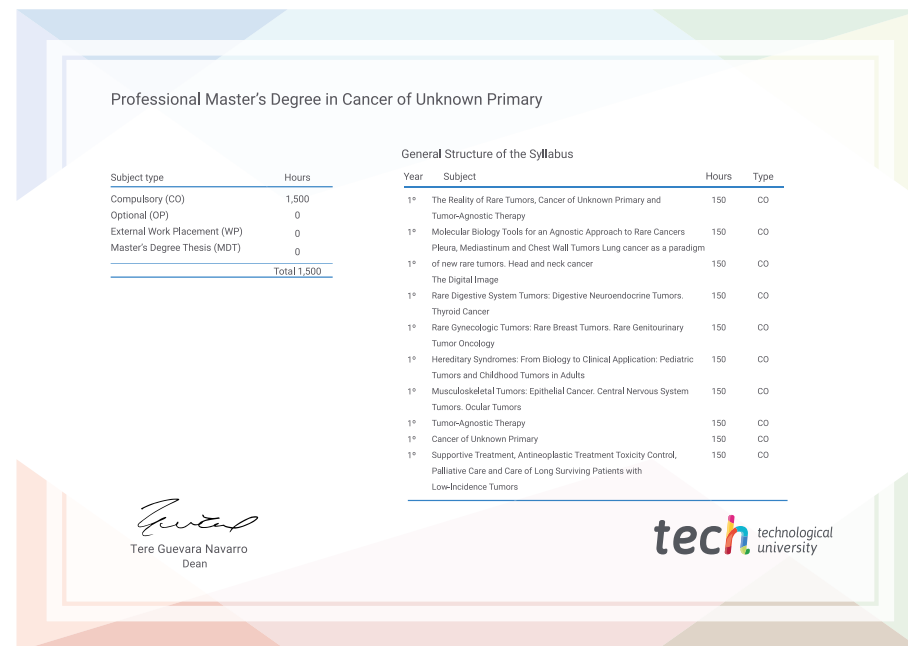 Professional Master's Degree in Cancer of Unknown Primary
Subject type Hours
Compulsory (CO) 1,500
Optional (OP) 0
External Work Placement (WP) 0
Master's Degree Thesis (MDT) 0
Total 1,500
General Structure of the Syllabus
Year Subject Hours Type
1º The Reality of Rare Tumors, Cancer of Unknown Primary and 150 CO
Tumor-Agnostic Therapy
1º Molecular Biology Tools for an Agnostic Approach to Rare Cancers 150 CO
Pleura, Mediastinum and Chest Wall Tumors Lung cancer as a paradigm
1º of new rare tumors. Head and neck cancer 150 CO
The Digital Image
1º Rare Digestive System Tumors: Digestive Neuroendocrine Tumors. 150 CO
Thyroid Cancer
1º Rare Gynecologic Tumors: Rare Breast Tumors. Rare Genitourinary 150 CO
Tumor Oncology
1º Hereditary Syndromes: From Biology to Clinical Application: Pediatric 150 CO
Tumors and Childhood Tumors in Adults
1º Musculoskeletal Tumors: Epithelial Cancer. Central Nervous System 150 CO
Tumors. Ocular Tumors
1º Tumor-Agnostic Therapy 150 CO
1º Cancer of Unknown Primary 150 CO
1º Supportive Treatment, Antineoplastic Treatment Toxicity Control, 150 CO
Palliative Care and Care of Long Surviving Patients with
Low-Incidence Tumors
Tere Guevara Navarro
Dean
tech technological
university